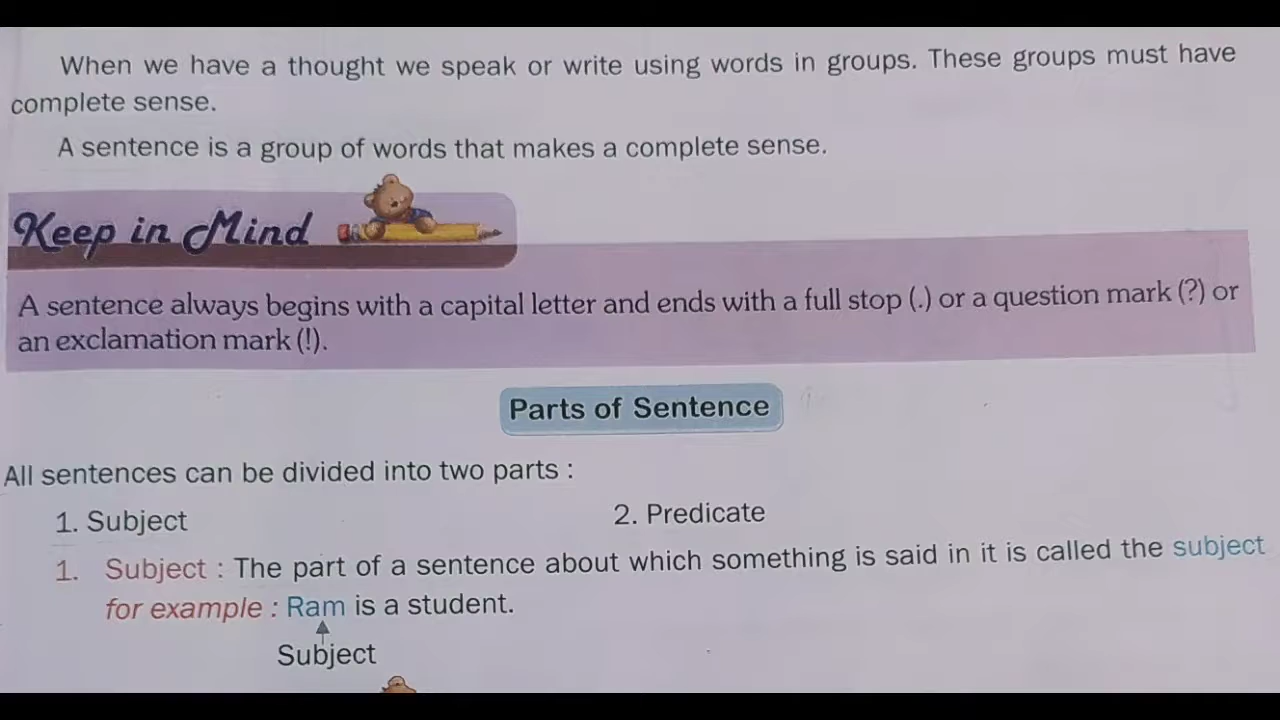 When we have a thought we speak or write using words in groups. These groups must have
complete sense.
A sentence is a group of words that makes a complete sense.
Keep in Mind
A sentence always begins with a capital letter and ends with a full stop (.) or a question mark (?) or
an exclamation mark (!).
Parts of Sentence
All sentences can be divided into two parts :
1. Subject 2. Predicate
1. Subject : The part of a sentence about which something is said in it is called the subject
for example : Ram is a student.
Subject